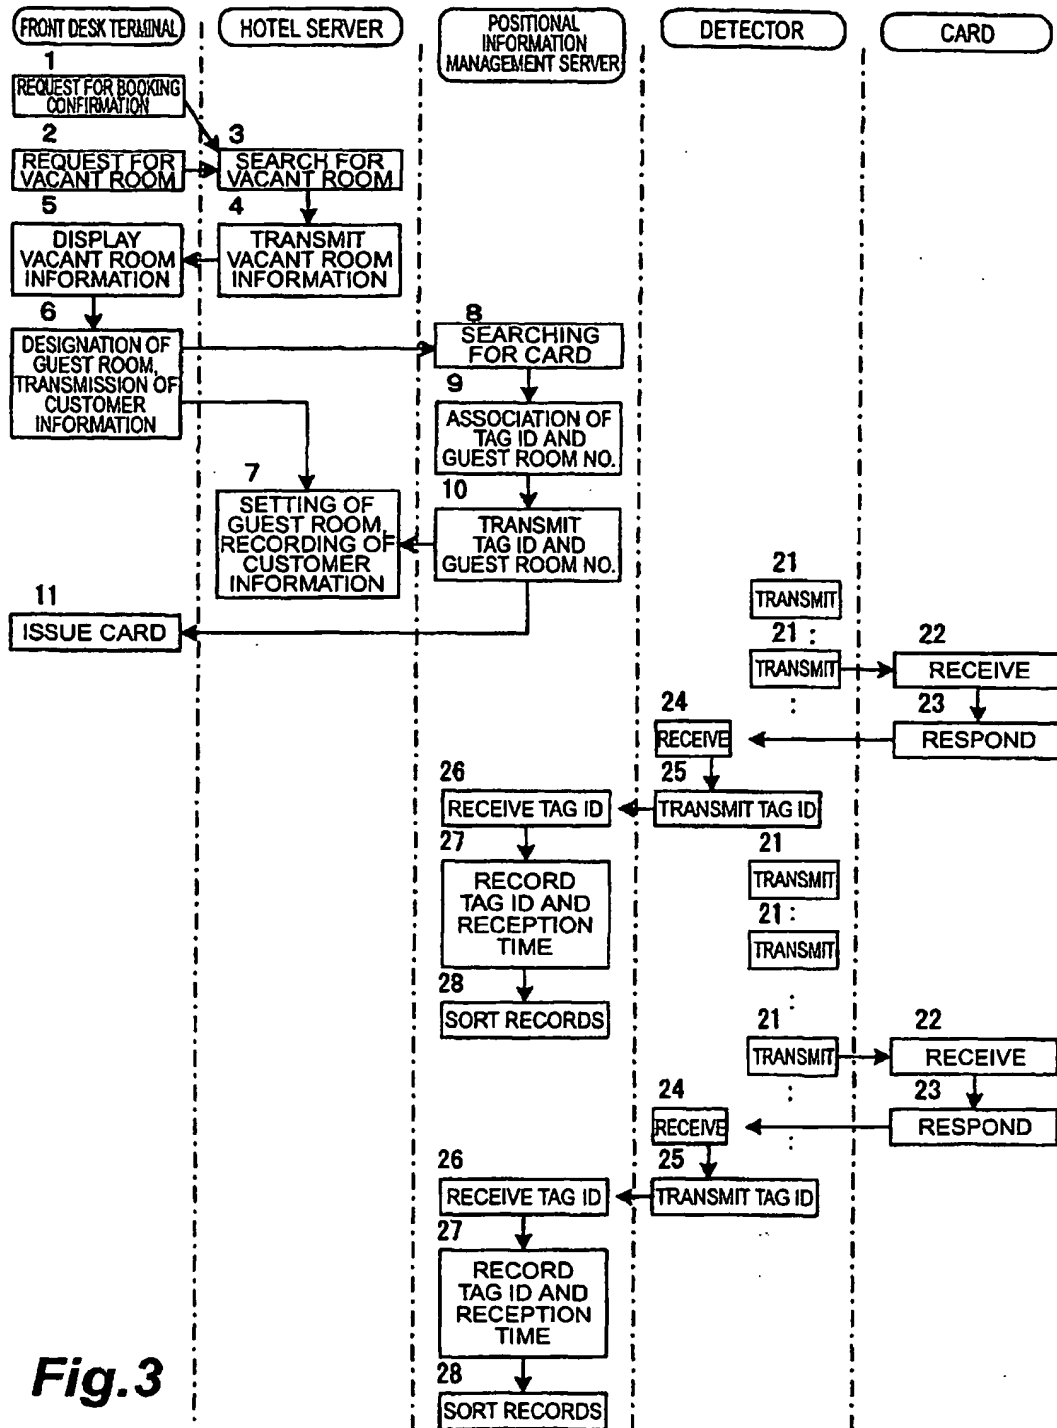 FRONT DESK TERMINAL
HOTEL SERVER
POSITIONAL
INFORMATION
MANAGEMENT SERVER
DETECTOR
CARD
1
REQUEST FOR BOOKING
CONFIRMATION
2
REQUEST FOR
VACANT ROOM
3
SEARCH FOR
VACANT ROOM
5
DISPLAY
VACANT ROOM
INFORMATION
4
TRANSMIT
VACANT ROOM
INFORMATION
6
DESIGNATION OF
GUEST ROOM,
TRANSMISSION OF
CUSTOMER
INFORMATION
8
SEARCHING
FOR CARD
9
ASSOCIATION OF
TAG ID AND
GUEST ROOM NO.
7
SETTING OF
GUEST ROOM,
RECORDING OF
CUSTOMER
INFORMATION
10
TRANSMIT
TAG ID AND
GUEST ROOM NO.
11
ISSUE CARD
21
TRANSMIT
21 :
TRANSMIT
:
22
RECEIVE
23
RESPOND
24
RECEIVE
25
TRANSMIT TAG ID
26
RECEIVE TAG ID
27
RECORD
TAG ID AND
RECEPTION
TIME
28
SORT RECORDS
21
TRANSMIT
21 :
TRANSMIT
:
21
TRANSMIT
:
22
RECEIVE
23
RESPOND
24
RECEIVE
:
25
TRANSMIT TAG ID
26
RECEIVE TAG ID
27
RECORD
TAG ID AND
RECEPTION
TIME
28
SORT RECORDS
Fig.3